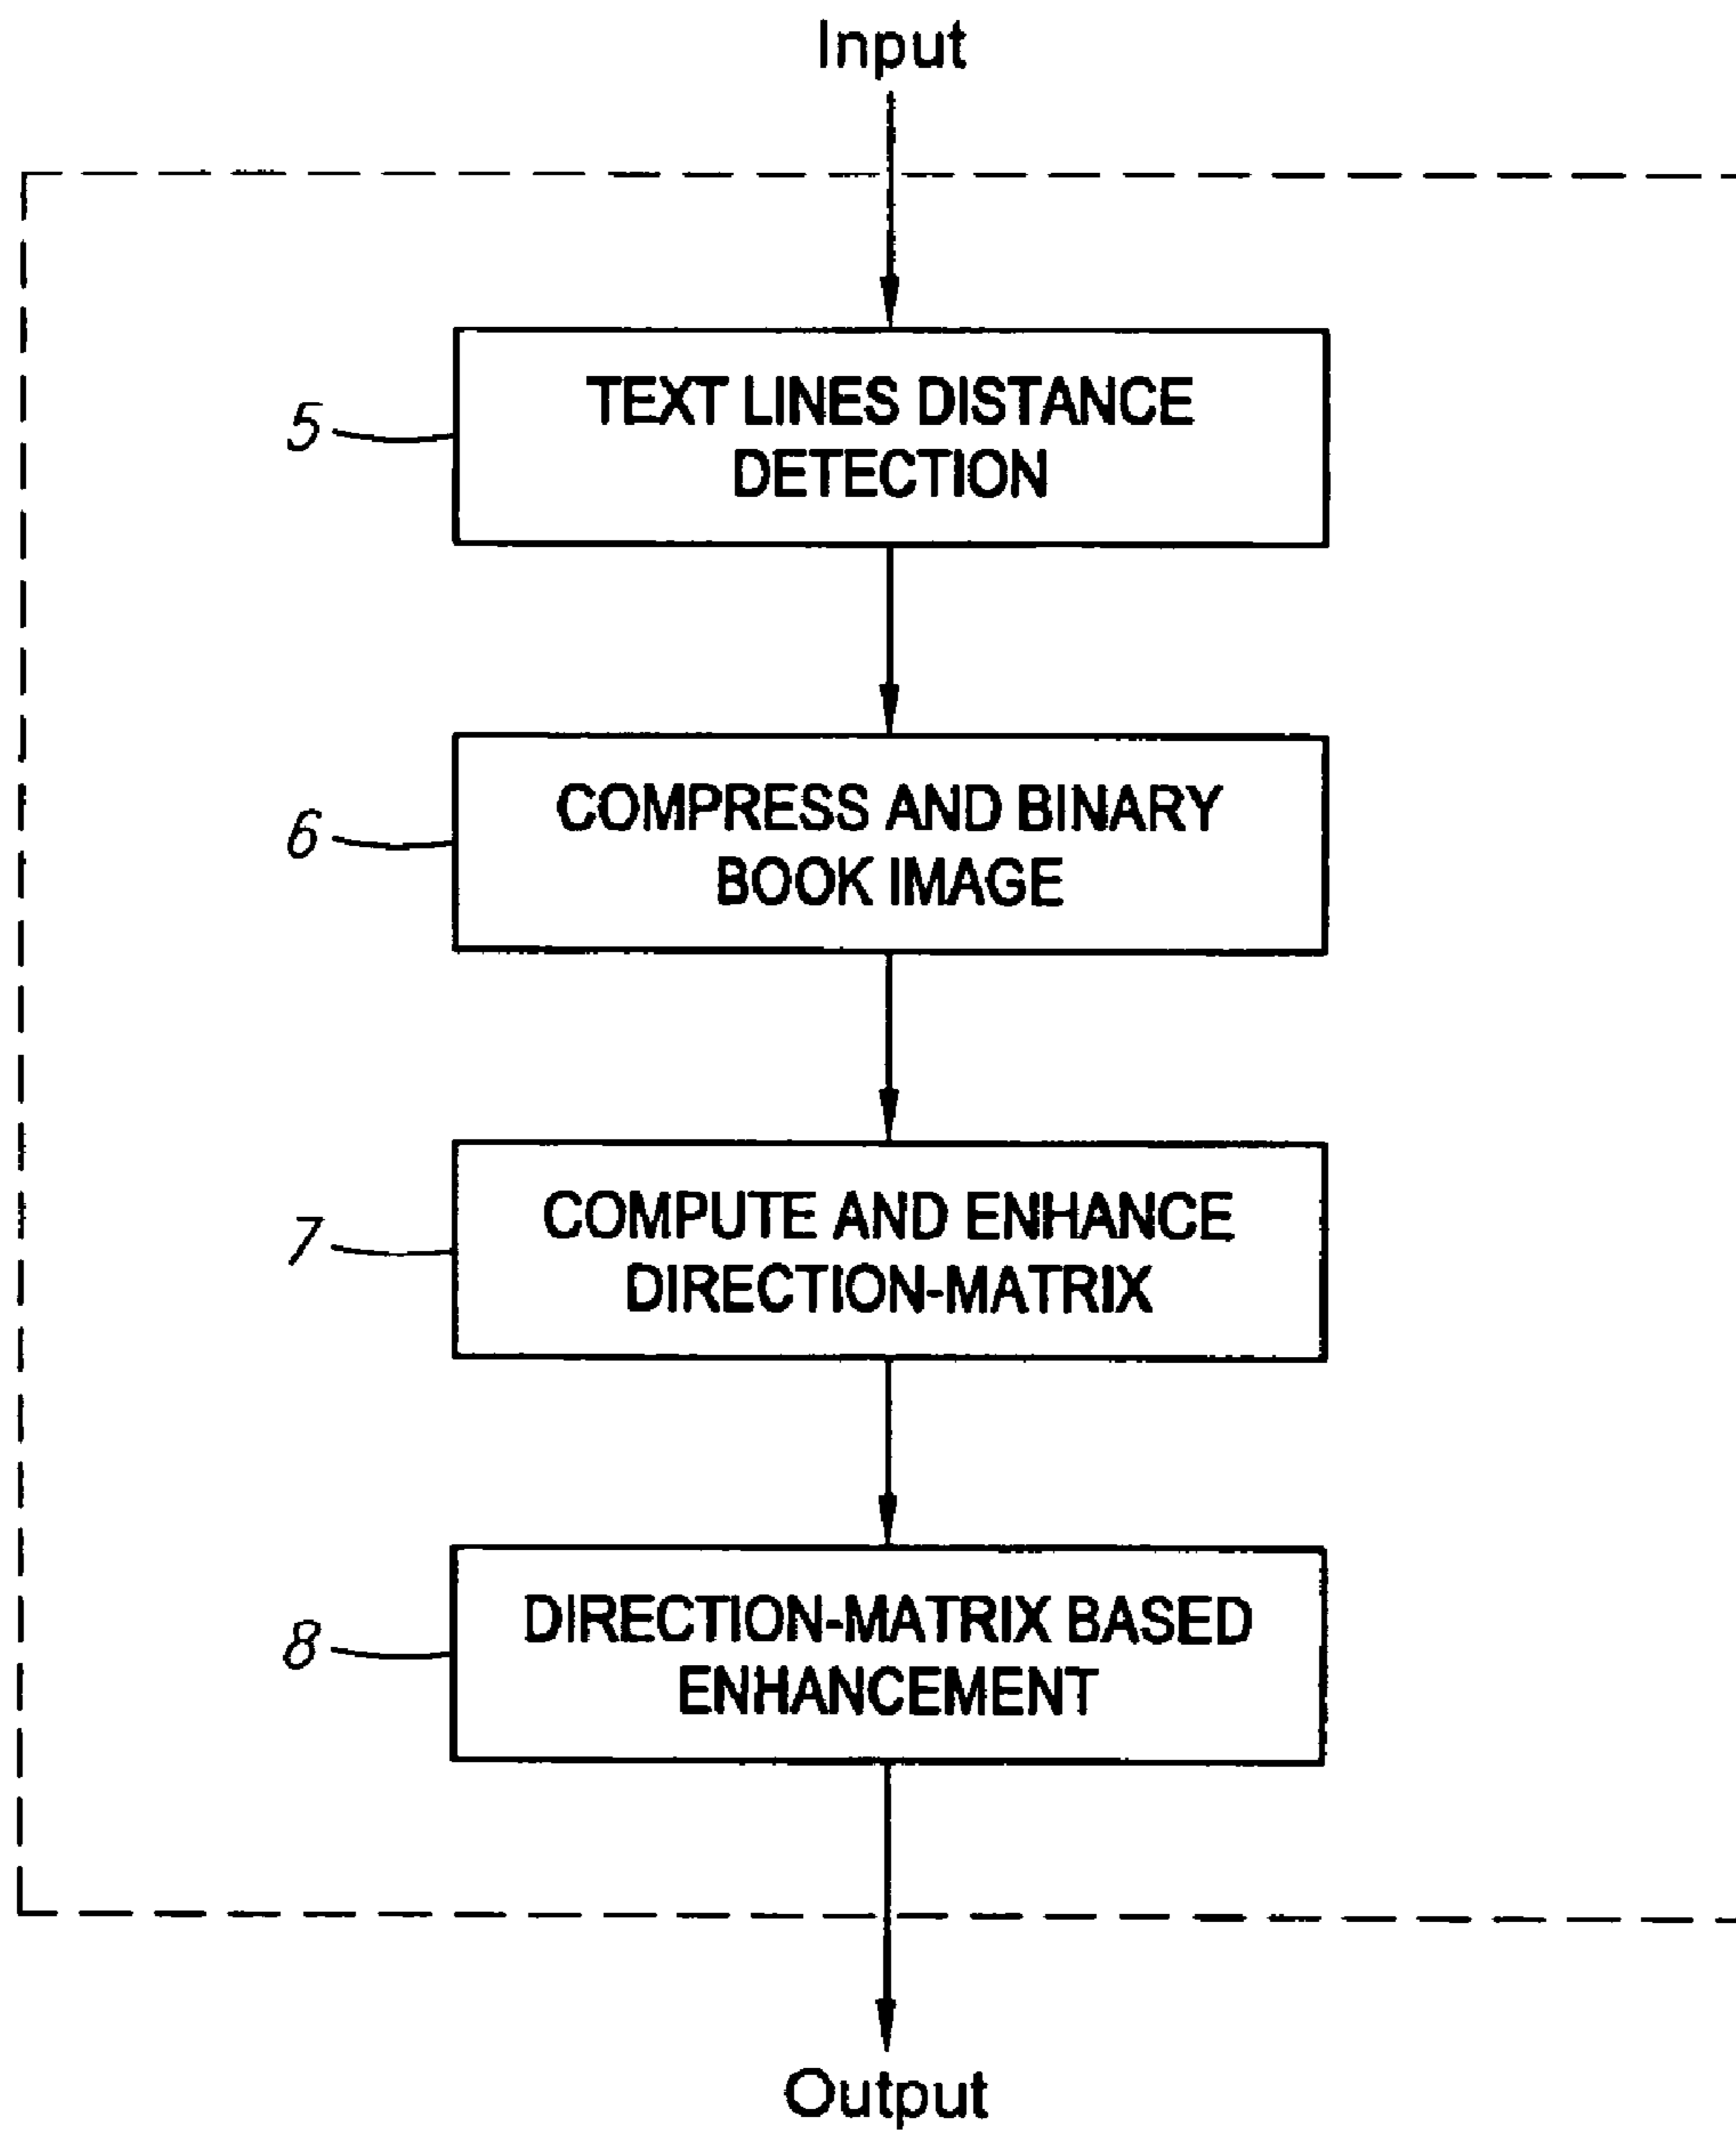 Input
5
TEXT LINES DISTANCE
DETECTION
6
COMPRESS AND BINARY
BOOK IMAGE
7
COMPUTE AND ENHANCE
DIRECTION-MATRIX
8
DIRECTION-MATRIX BASED
ENHANCEMENT
Output